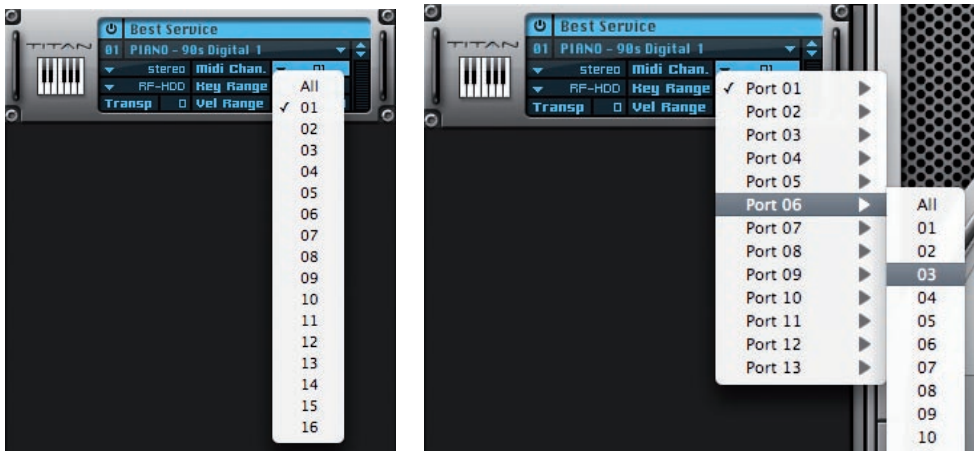 Best Service
TITAN
01 PIANO - 90s Digital 1
stereo Midi Chan.
RF-HDD Key Range
Transp 0 Vel Range
All
✓ 01
02
03
04
05
06
07
08
09
10
11
12
13
14
15
16
Best Service
TITAN
01 PIANO - 90s Digital 1
stereo Midi Chan. 01
RF-HDD Key Range
Transp 0 Vel Range
✓ Port 01
Port 02
Port 03
Port 04
Port 05
Port 06
Port 07
Port 08
Port 09
Port 10
Port 11
Port 12
Port 13
All
01
02
03
04
05
06
07
08
09
10